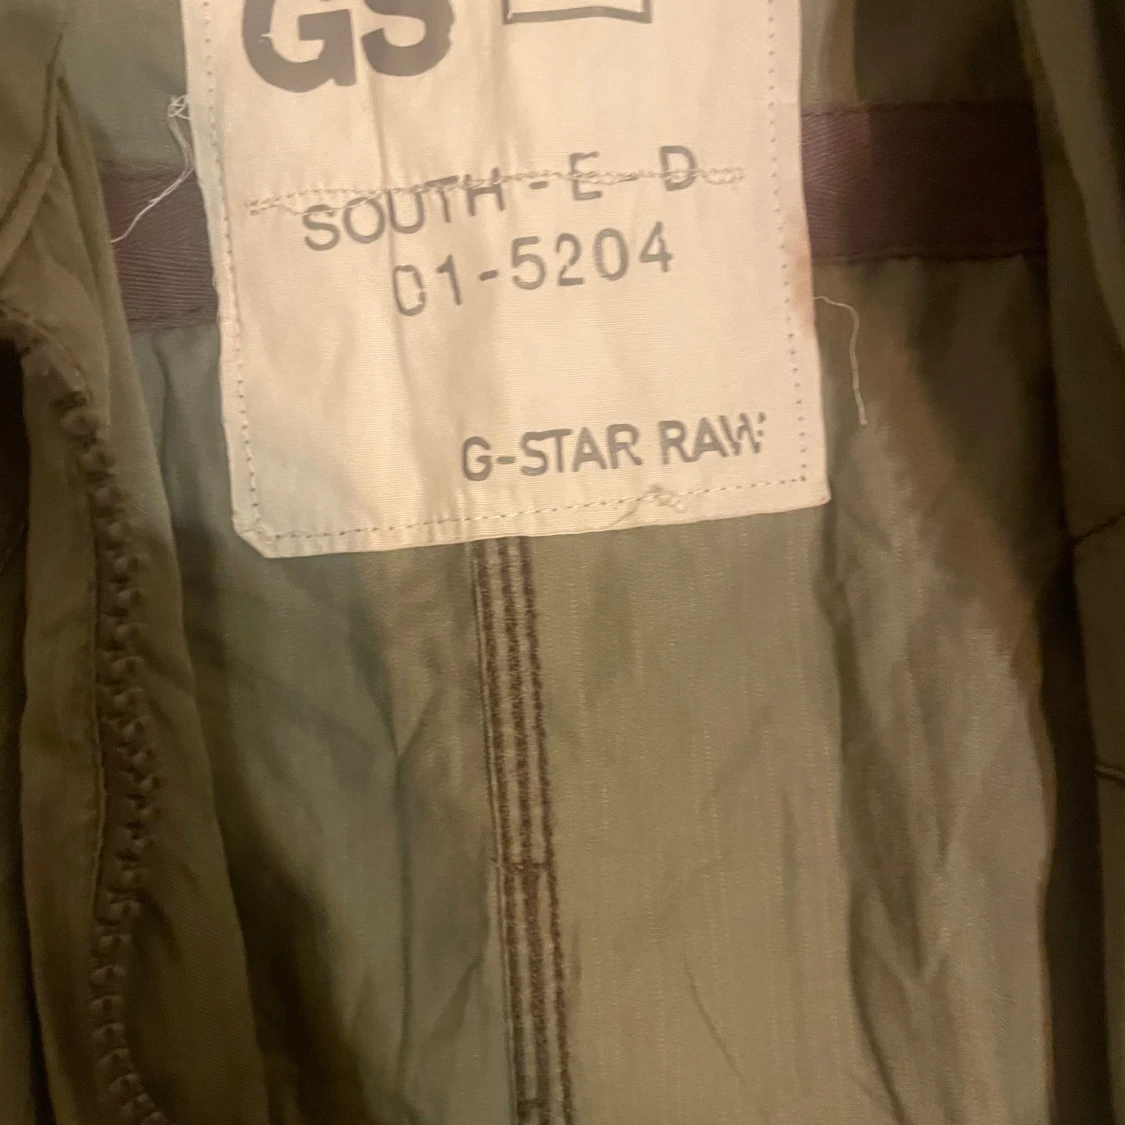 GS
SOUTH - E - D
01-5204
G-STAR RAW